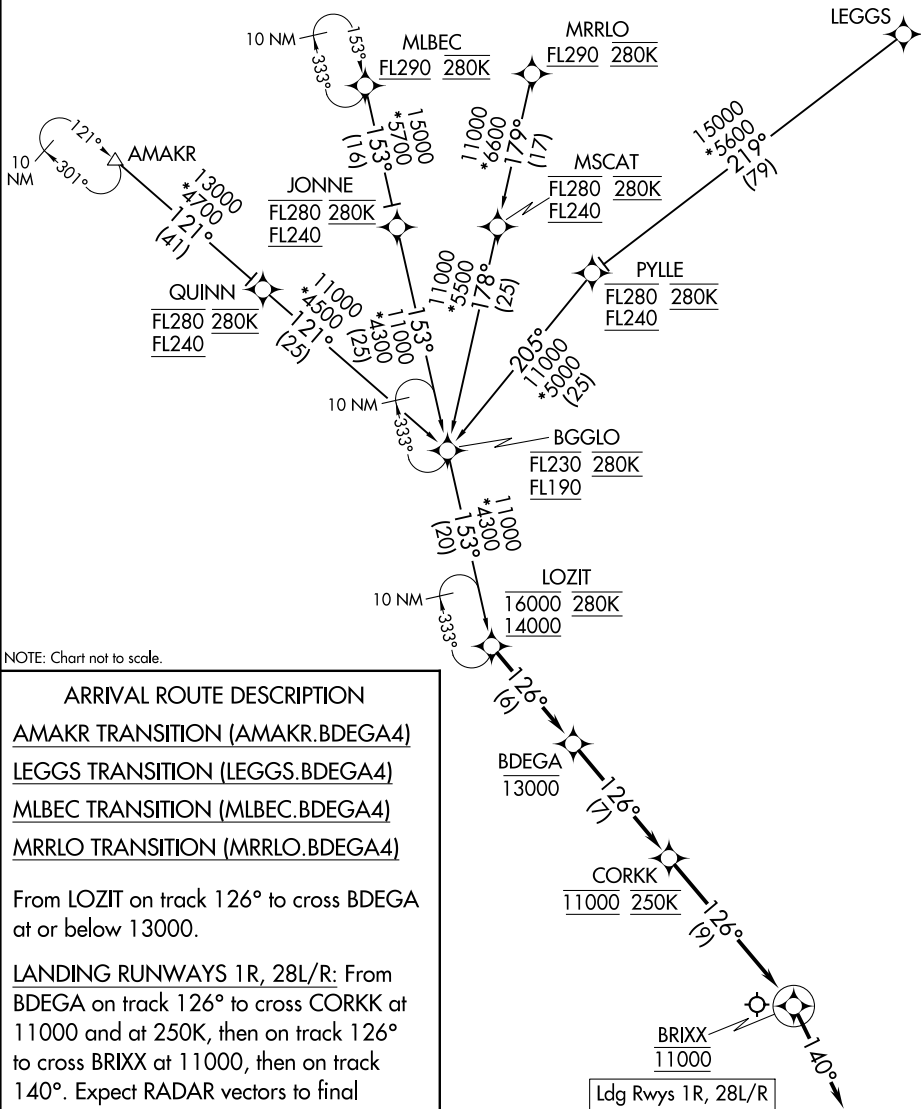 LEGGS
MLBEC
FL290 280K
MRRLO
FL290 280K
10 NM
153°
333°
15000
*5700
153°
(16)
11000
*6600
179°
(17)
15000
*5600
219°
(79)
121°
301°
10
NM
AMAKR
13000
*4700
121°
(41)
JONNE
FL280 280K
FL240
MSCAT
FL280 280K
FL240
PYLLE
FL280 280K
FL240
QUINN
FL280 280K
FL240
11000
*4500
121°
(25)
(25)
*4300
11000
153°
11000
*5500
178°
(25)
205°
11000
*5000
(25)
10 NM
333°
BGGLO
FL230 280K
FL190
11000
*4300
153°
(20)
10 NM
333°
LOZIT
16000 280K
14000
126°
(6)
BDEGA
13000
126°
(7)
CORKK
11000 250K
126°
(9)
BRIXX
11000
140°
Ldg Rwys 1R, 28L/R
NOTE: Chart not to scale.
ARRIVAL ROUTE DESCRIPTION
AMAKR TRANSITION (AMAKR.BDEGA4)
LEGGS TRANSITION (LEGGS.BDEGA4)
MLBEC TRANSITION (MLBEC.BDEGA4)
MRRLO TRANSITION (MRRLO.BDEGA4)
From LOZIT on track 126° to cross BDEGA
at or below 13000.
LANDING RUNWAYS 1R, 28L/R: From
BDEGA on track 126° to cross CORKK at
11000 and at 250K, then on track 126°
to cross BRIXX at 11000, then on track
140°. Expect RADAR vectors to final